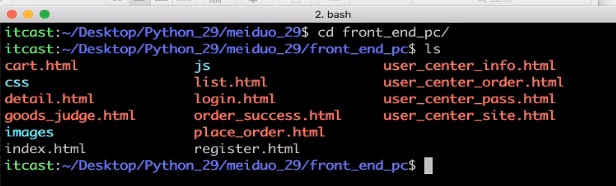 2. bash
itcast:~/Desktop/Python_29/meiduo_29$ cd front_end_pc/
itcast:~/Desktop/Python_29/meiduo_29/front_end_pc$ ls
cart.html js user_center_info.html
css list.html user_center_order.html
detail.html login.html user_center_pass.html
goods_judge.html order_success.html user_center_site.html
images place_order.html
index.html register.html
itcast:~/Desktop/Python_29/meiduo_29/front_end_pc$